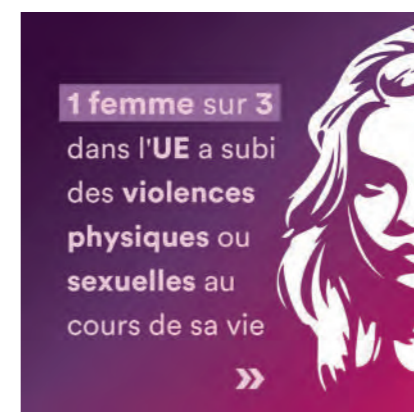 1 femme sur 3
dans l'UE a subi
des violences
physiques ou
sexuelles au
cours de sa vie
»